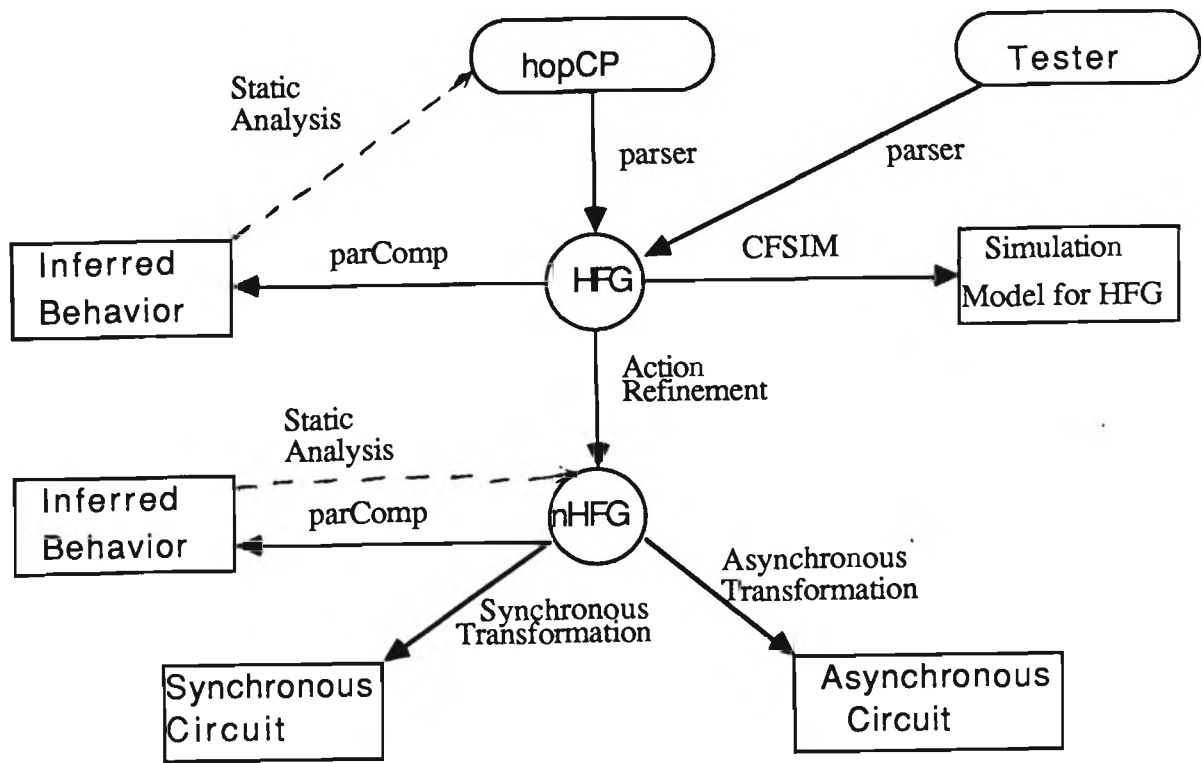 hopCP
Tester
Static
Analysis
parser
parser
Inferred
Behavior
parComp
HFG
CFSIM
Simulation
Model for HFG
Action
Refinement
Static
Analysis
Inferred
Behavior
parComp
nHFG
Asynchronous
Transformation
Synchronous
Transformation
Synchronous
Circuit
Asynchronous
Circuit